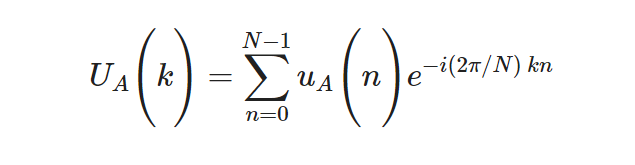 U_A(k) = \sum_{n=0}^{N-1} u_A(n) e^{-i(2\pi/N) kn}